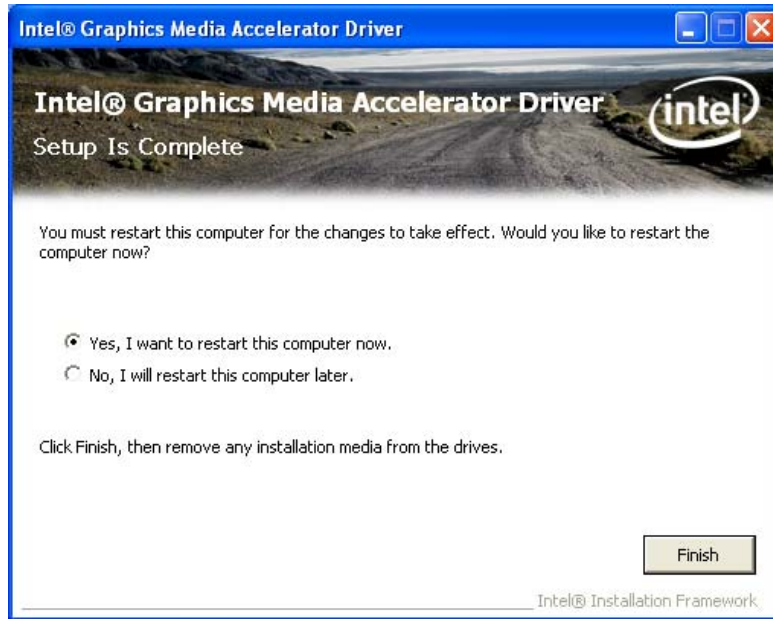 Intel® Graphics Media Accelerator Driver
Intel® Graphics Media Accelerator Driver
intel
Setup Is Complete
You must restart this computer for the changes to take effect. Would you like to restart the
computer now?
Yes, I want to restart this computer now.
No, I will restart this computer later.
Click Finish, then remove any installation media from the drives.
Finish
Intel® Installation Framework